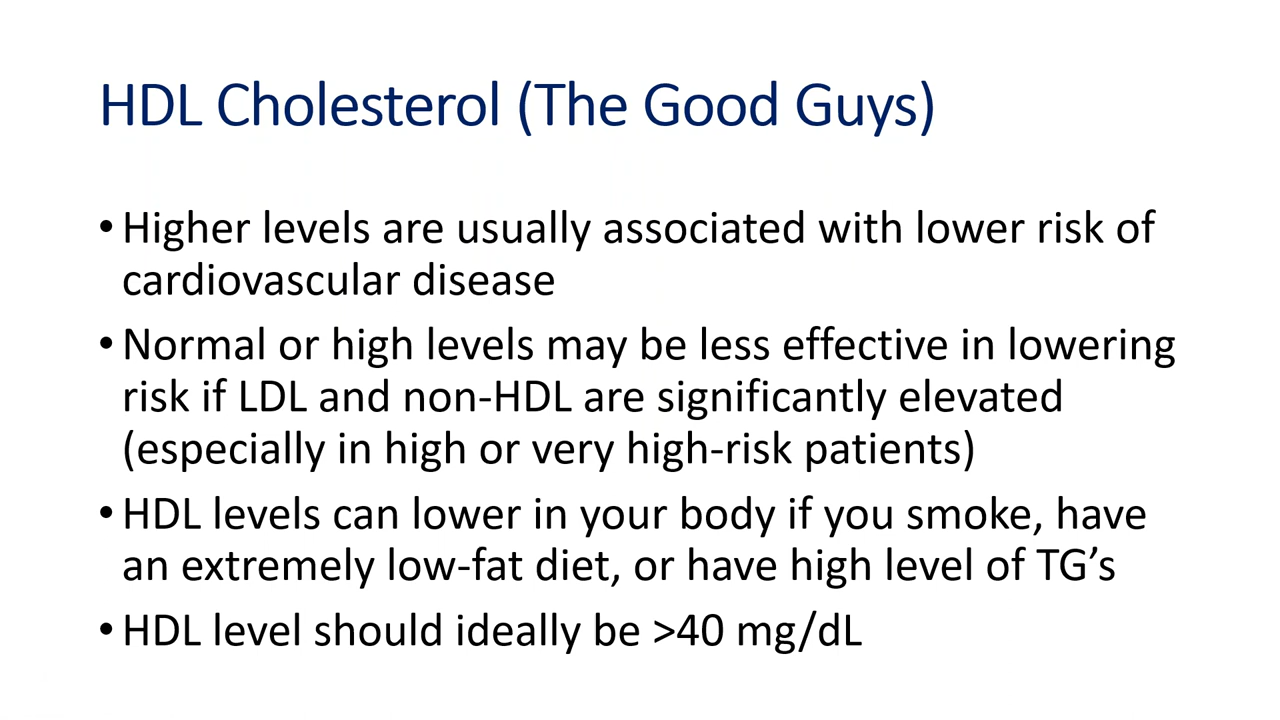 HDL Cholesterol (The Good Guys)
• Higher levels are usually associated with lower risk of
cardiovascular disease
• Normal or high levels may be less effective in lowering
risk if LDL and non-HDL are significantly elevated
(especially in high or very high-risk patients)
• HDL levels can lower in your body if you smoke, have
an extremely low-fat diet, or have high level of TG’s
• HDL level should ideally be >40 mg/dL